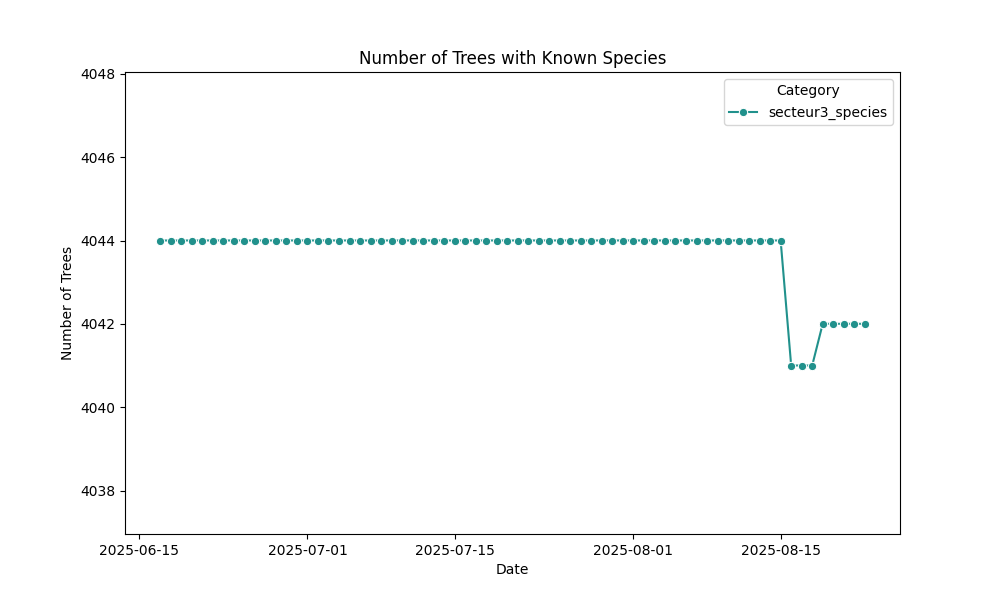 Number of Trees with Known Species
Category
secteur3_species
4048
4046
4044
4042
4040
4038
Number of Trees
2025-06-15
2025-07-01
2025-07-15
2025-08-01
2025-08-15
Date